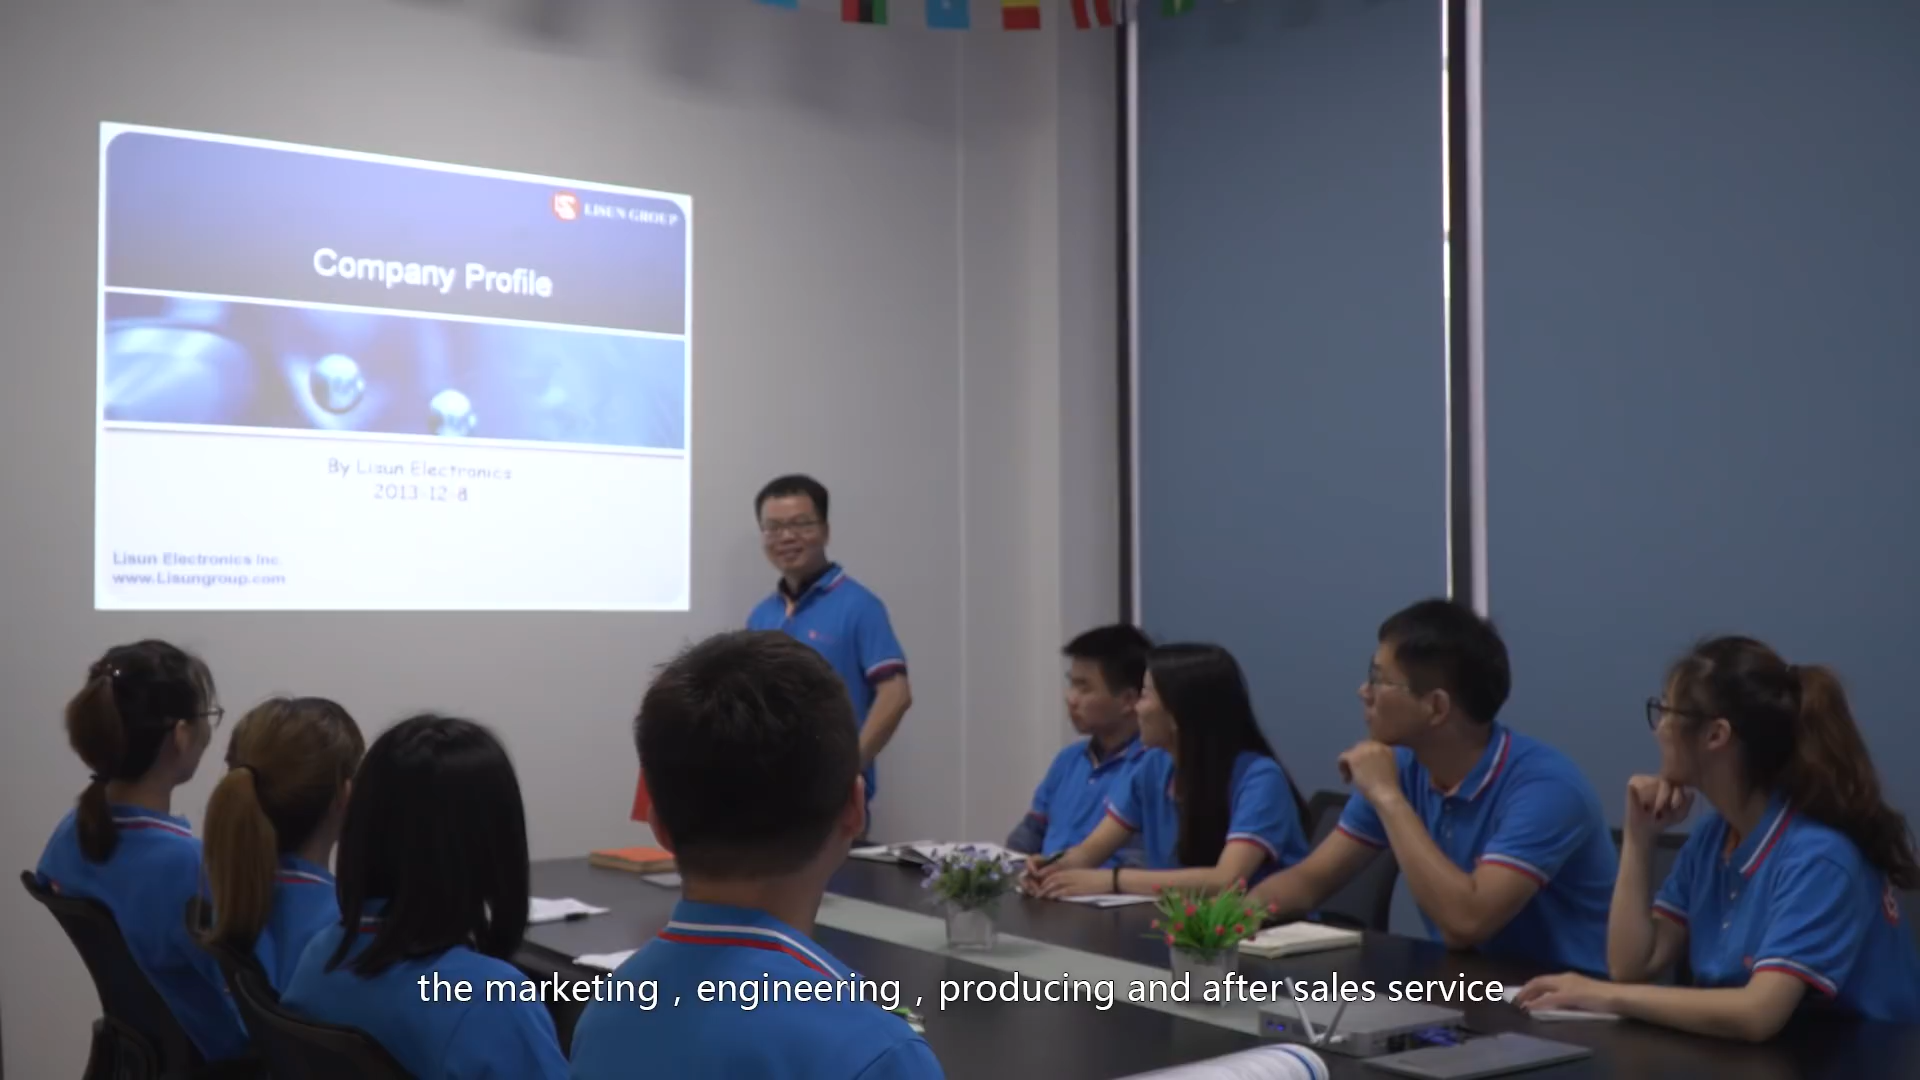 LISUN GROUP
Company Profile
By Lisun Electronics
2013-12-8
Lisun Electronics Inc.
www.Lisungroup.com
the marketing , engineering , producing and after sales service